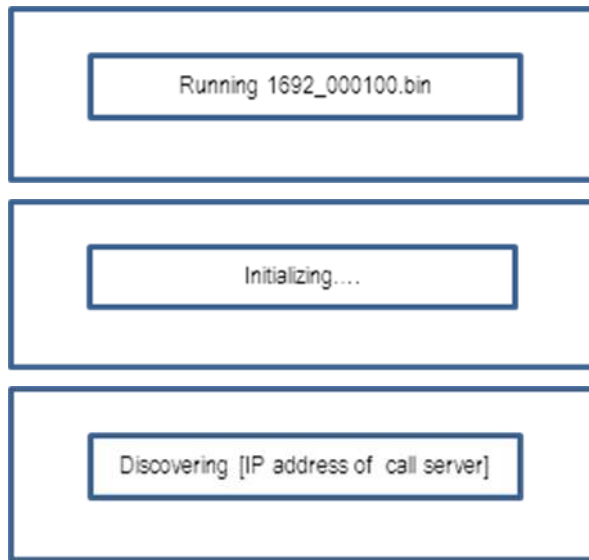 Running 1692_000100.bin
Initializing....
Discovering [IP address of call server]